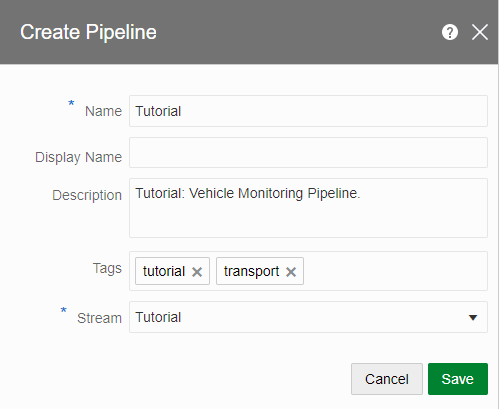 Create Pipeline ?
* Name Tutorial
Display Name
Description Tutorial: Vehicle Monitoring Pipeline.
Tags tutorial × transport ×
* Stream Tutorial
Cancel Save